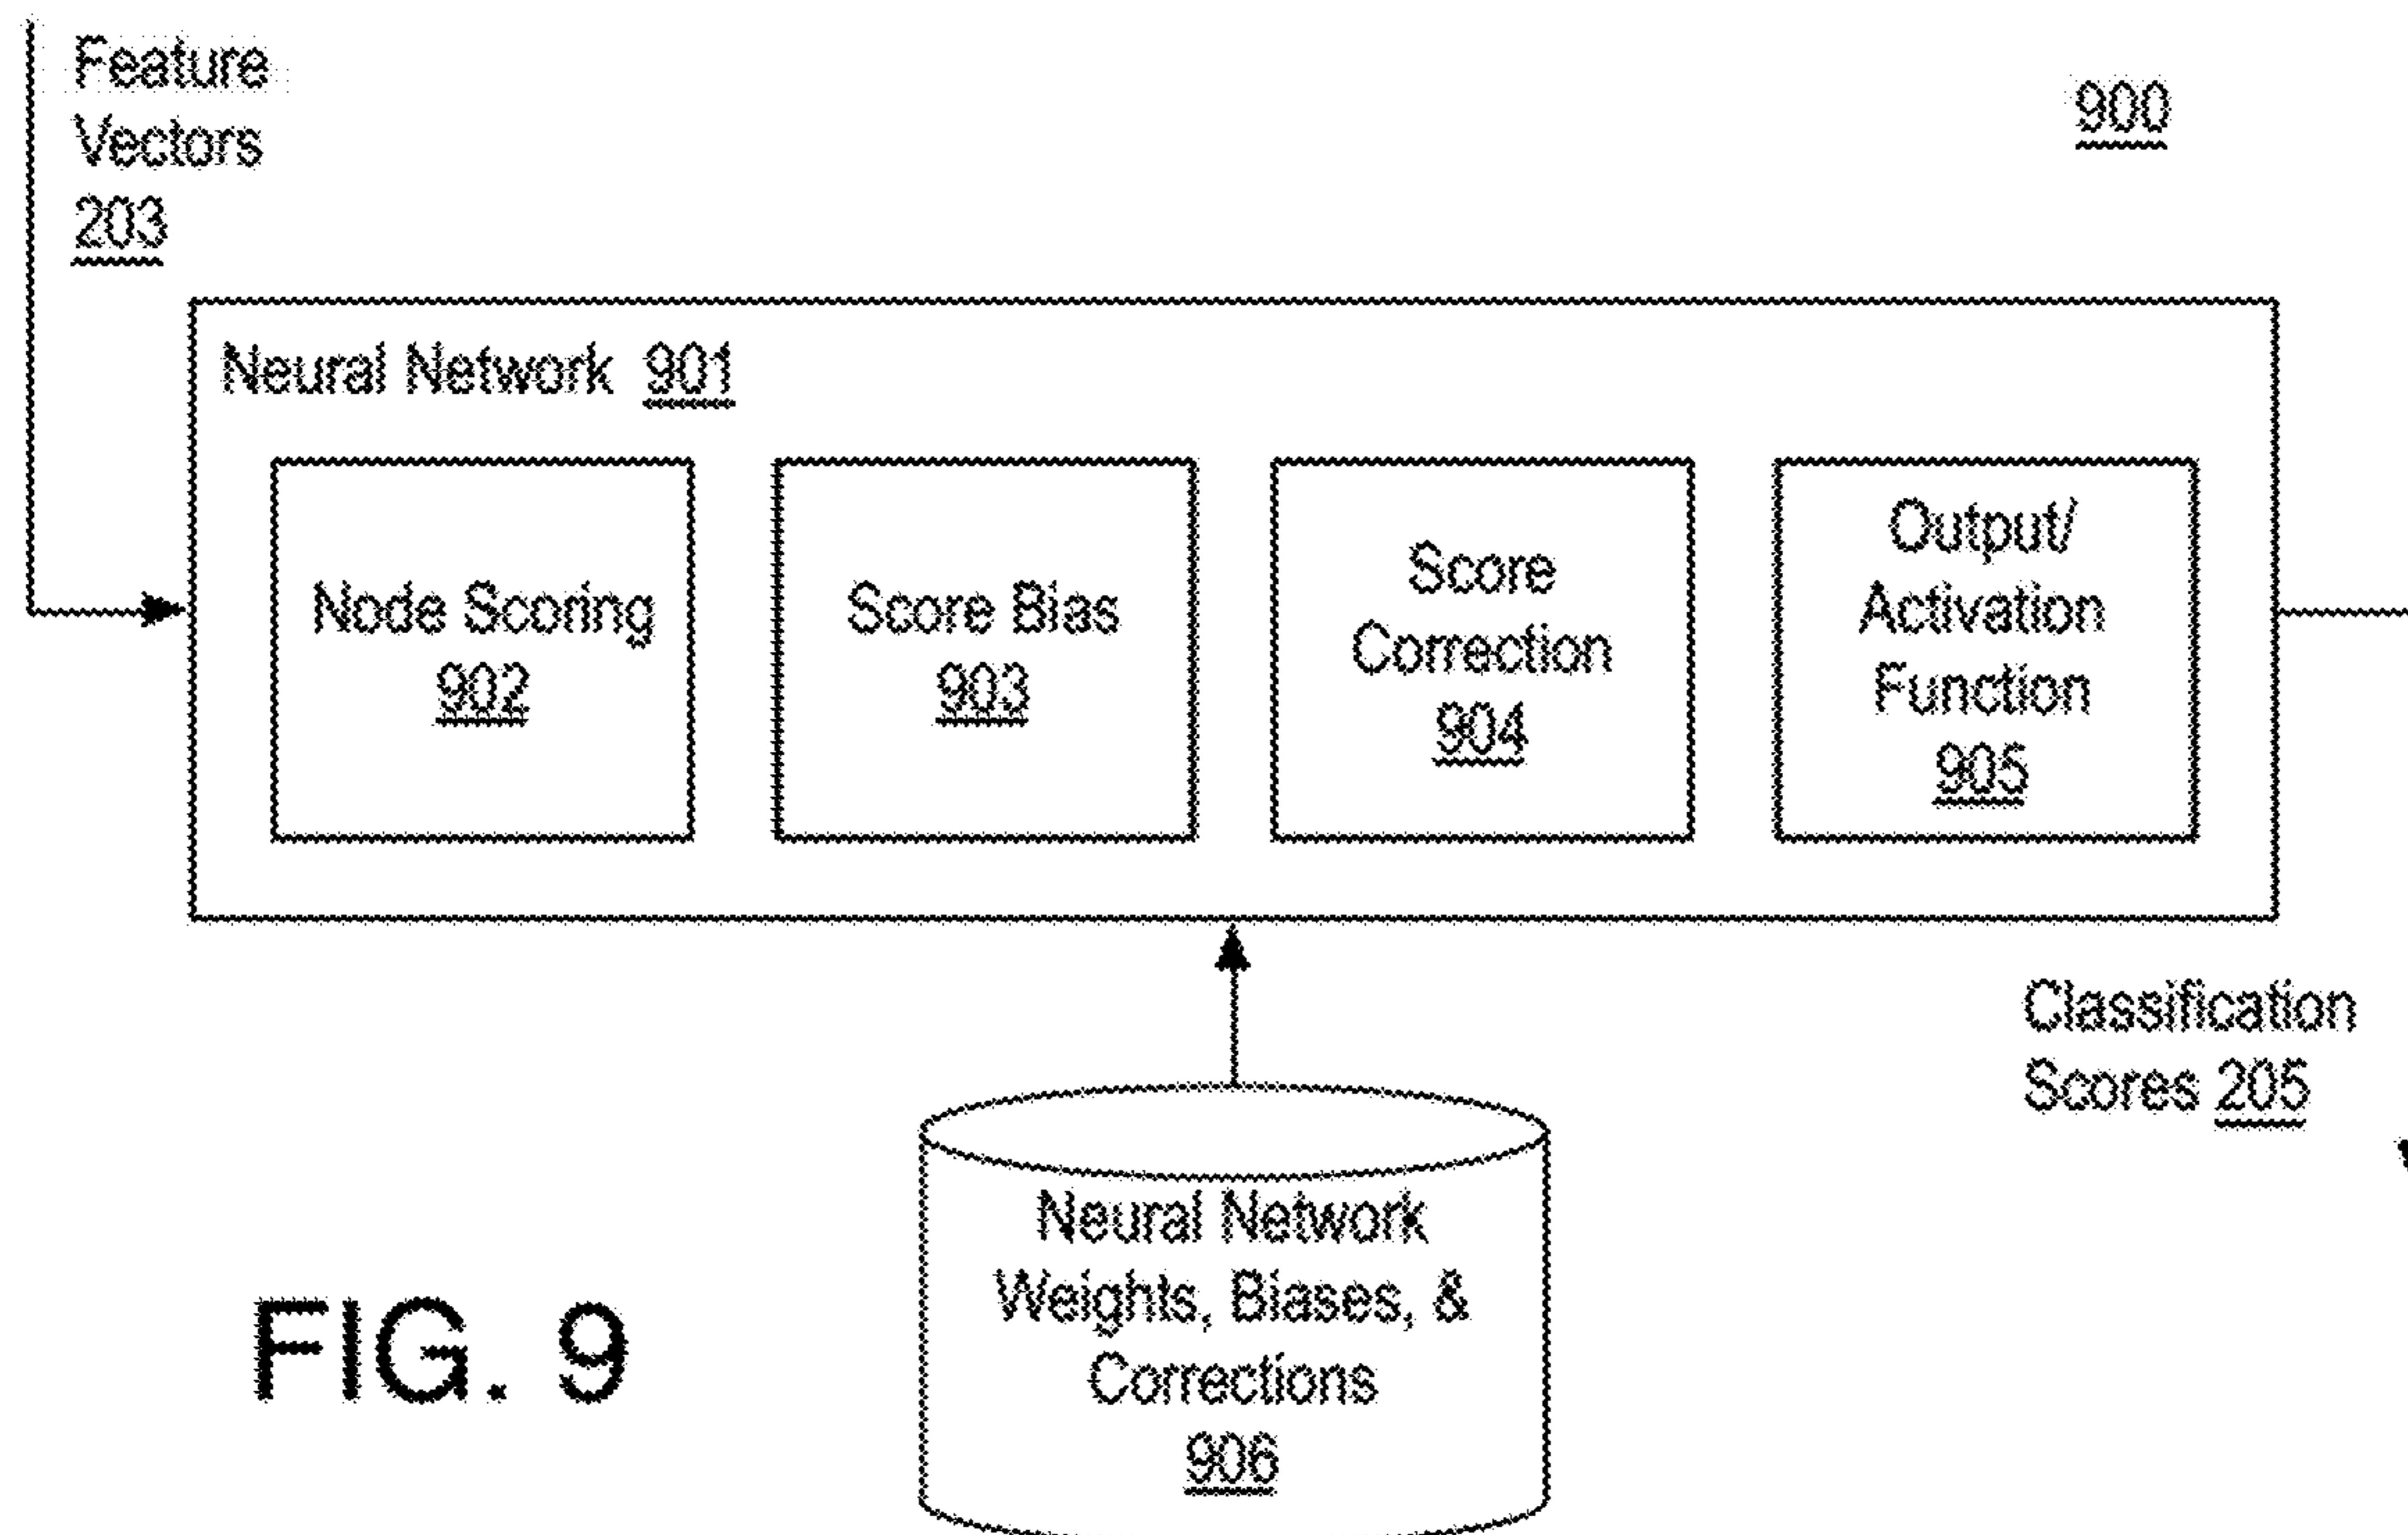 Feature
Vectors
203
900
Neural Network 901
Node Scoring
902
Score Bias
903
Score
Correction
904
Output/
Activation
Function
905
Classification
Scores 205
Neural Network
Weights, Biases, &
Corrections
906
FIG. 9